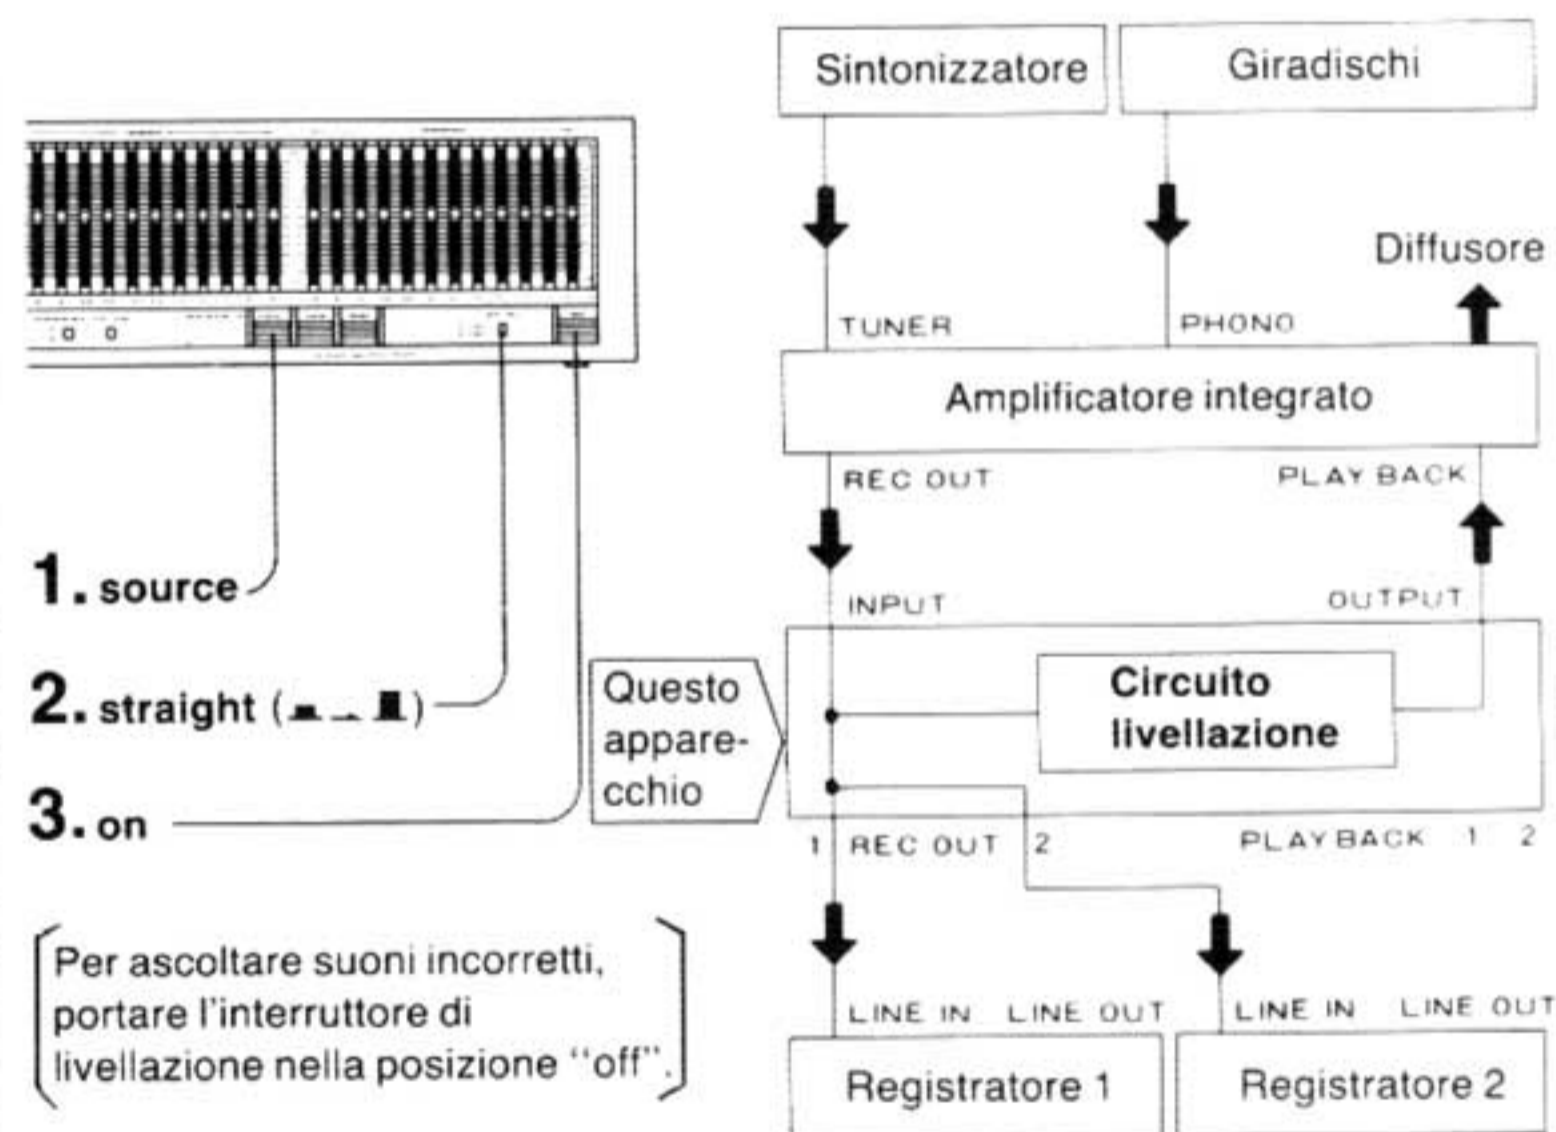 Sintonizzatore
Giradischi
Diffusore
TUNER
PHONO
Amplificatore integrato
REC OUT
PLAY BACK
INPUT
OUTPUT
1. source
2. straight
3. on
Questo
appare-
cchio
Circuito
livellazione
1 REC OUT 2
PLAY BACK 1 2
Per ascoltare suoni incorretti,
portare l'interruttore di
livellazione nella posizione "off".
LINE IN LINE OUT
LINE IN LINE OUT
Registratore 1
Registratore 2